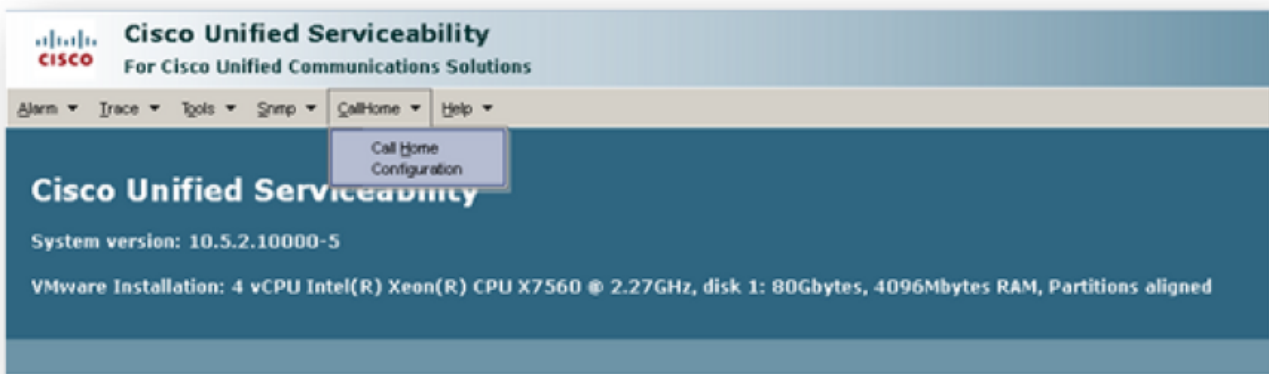 Cisco Unified Serviceability
CISCO
For Cisco Unified Communications Solutions
Alarm Trace Tools Snmp CallHome Help
Call Home
Configuration
Cisco Unified Serviceability
System version: 10.5.2.10000-5
VMware Installation: 4 vCPU Intel(R) Xeon(R) CPU X7560 @ 2.27GHz, disk 1: 80Gbytes, 4096Mbytes RAM, Partitions aligned